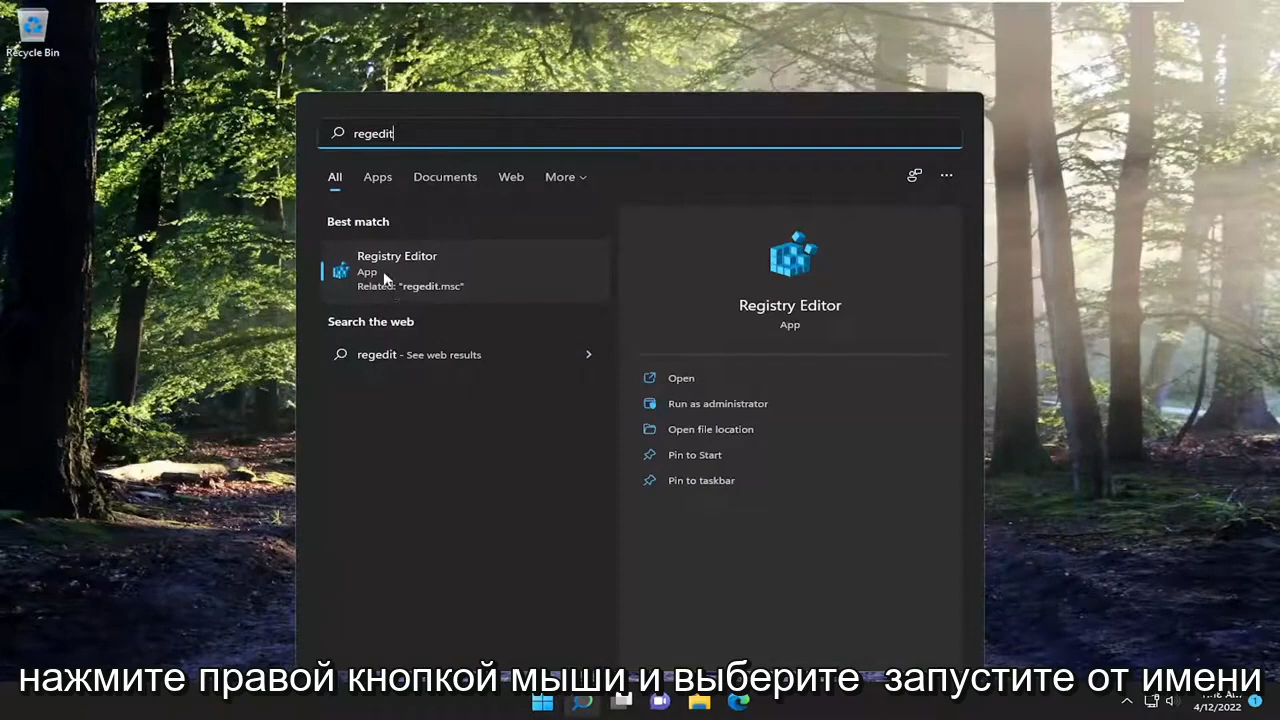 Recycle Bin
regedit
All Apps Documents Web More
Best match
Registry Editor
App
Related: "regedit.msc"
Search the web
regedit - See web results
Registry Editor
App
Open
Run as administrator
Open file location
Pin to Start
Pin to taskbar
нажмите правой кнопкой мыши и выберите запустите от имени
AM
4/12/2022
1